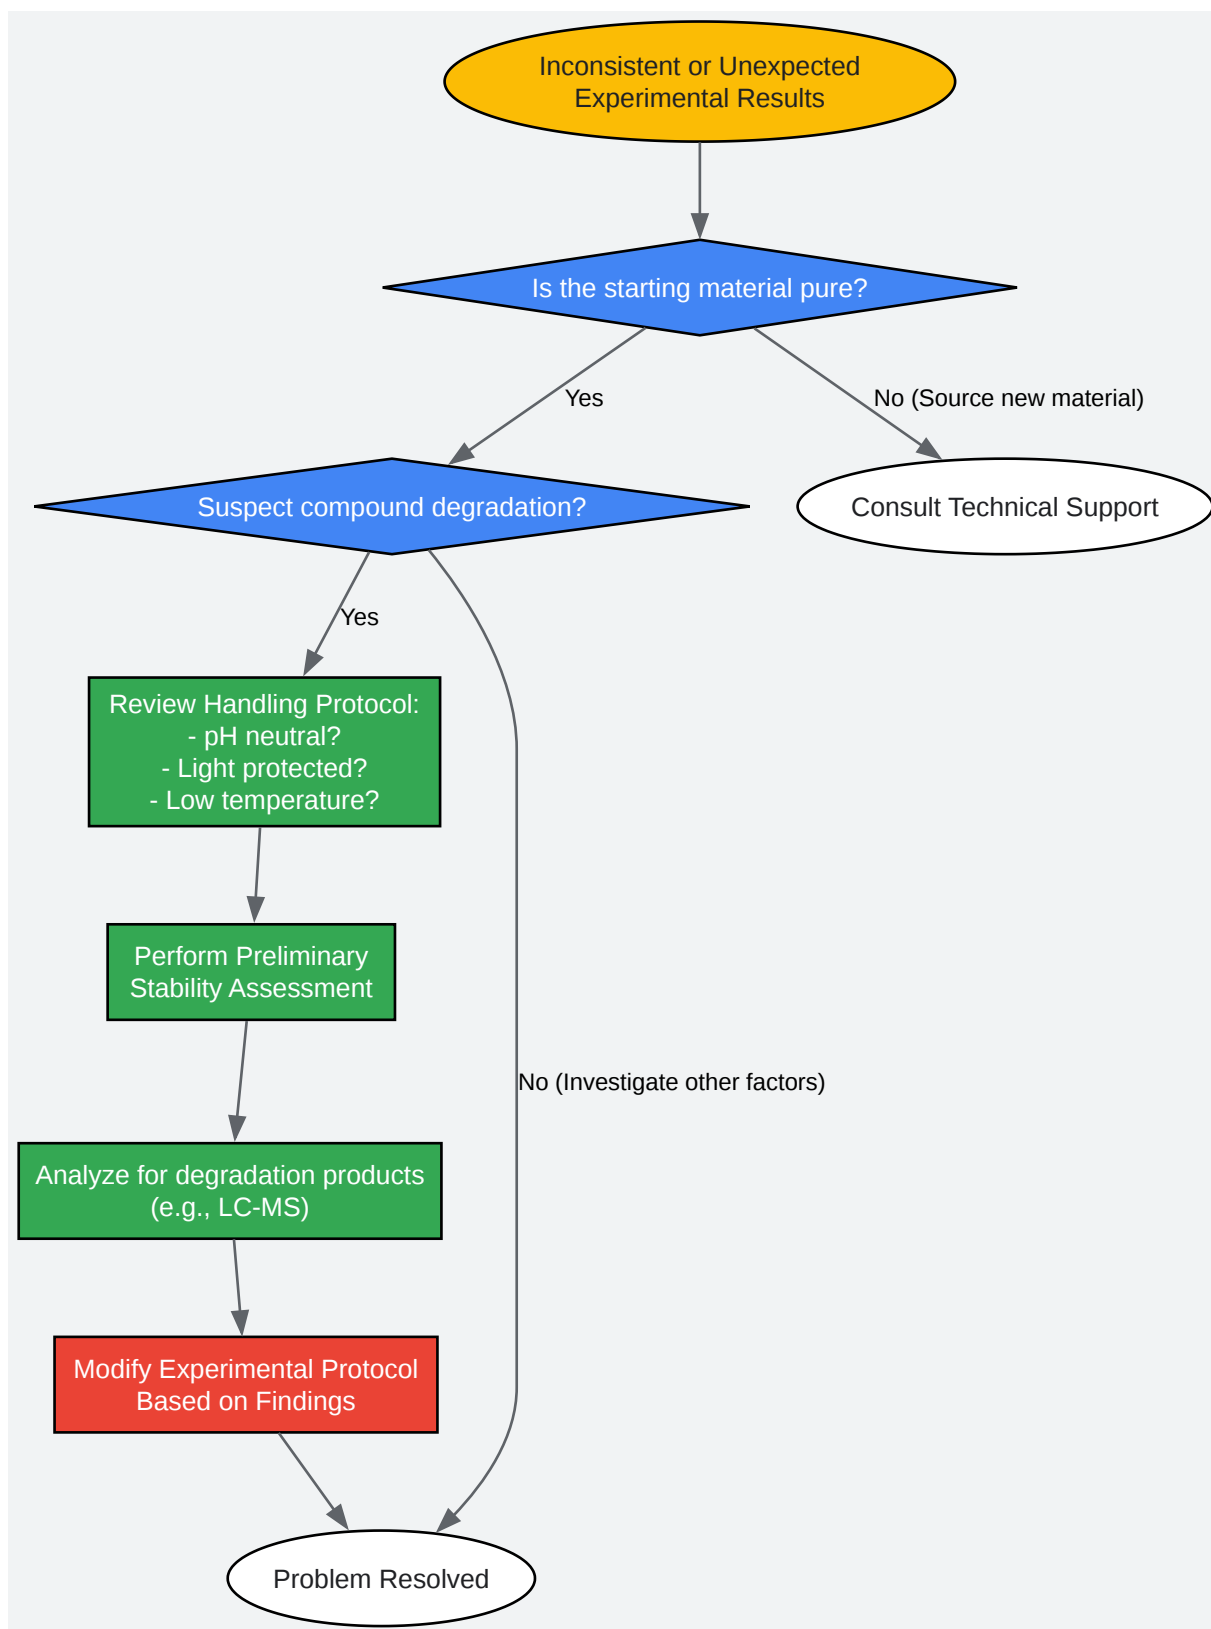 Inconsistent or Unexpected
Experimental Results
Is the starting material pure?
Yes
No (Source new material)
Suspect compound degradation?
Consult Technical Support
Yes
Review Handling Protocol:
- pH neutral?
- Light protected?
- Low temperature?
Perform Preliminary
Stability Assessment
No (Investigate other factors)
Analyze for degradation products
(e.g., LC-MS)
Modify Experimental Protocol
Based on Findings
Problem Resolved